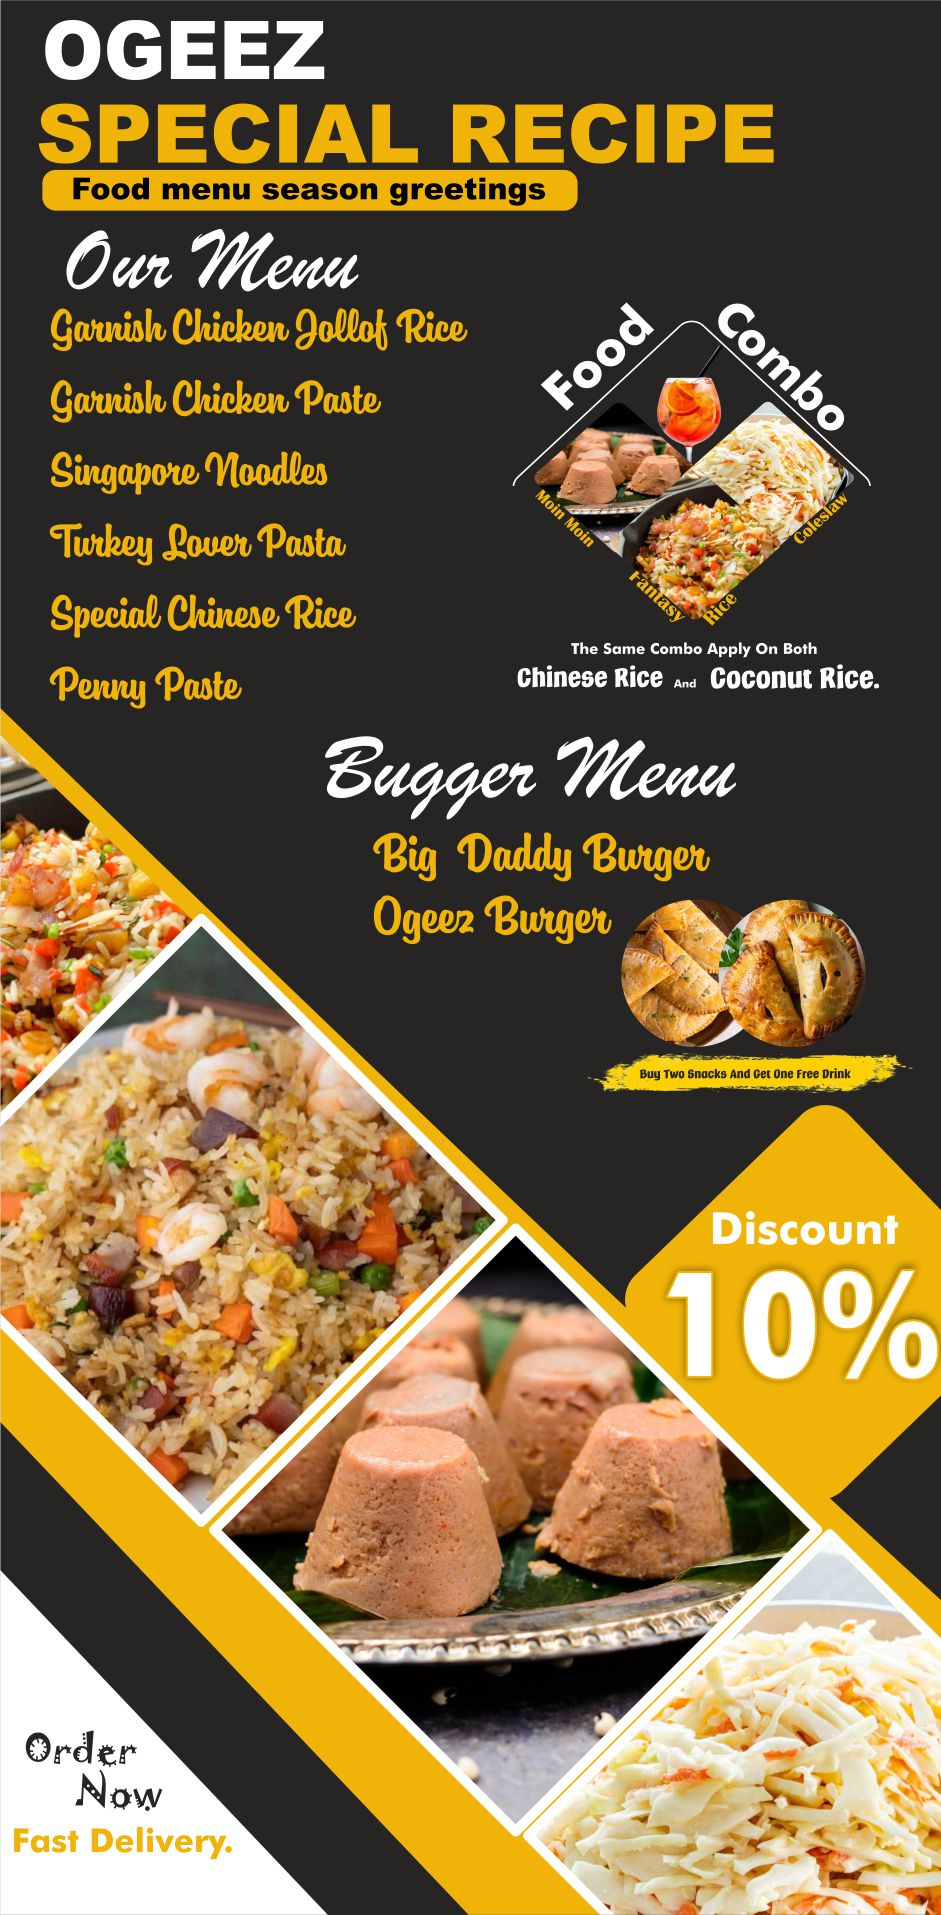 OGEEZ
SPECIAL RECIPE
Food menu season greetings
Our Menu
Garnish Chicken Jollof Rice
Garnish Chicken Paste
Singapore Noodles
Turkey Lover Pasta
Special Chinese Rice
Penny Paste
Food Combo
Moin Moin
Fantasy Rice
Coleslaw
The Same Combo Apply On Both
Chinese Rice And Coconut Rice.
Bugger Menu
Big Daddy Burger
Ogeez Burger
Buy Two Snacks And Get One Free Drink
Discount
10%
Order
Now
Fast Delivery.